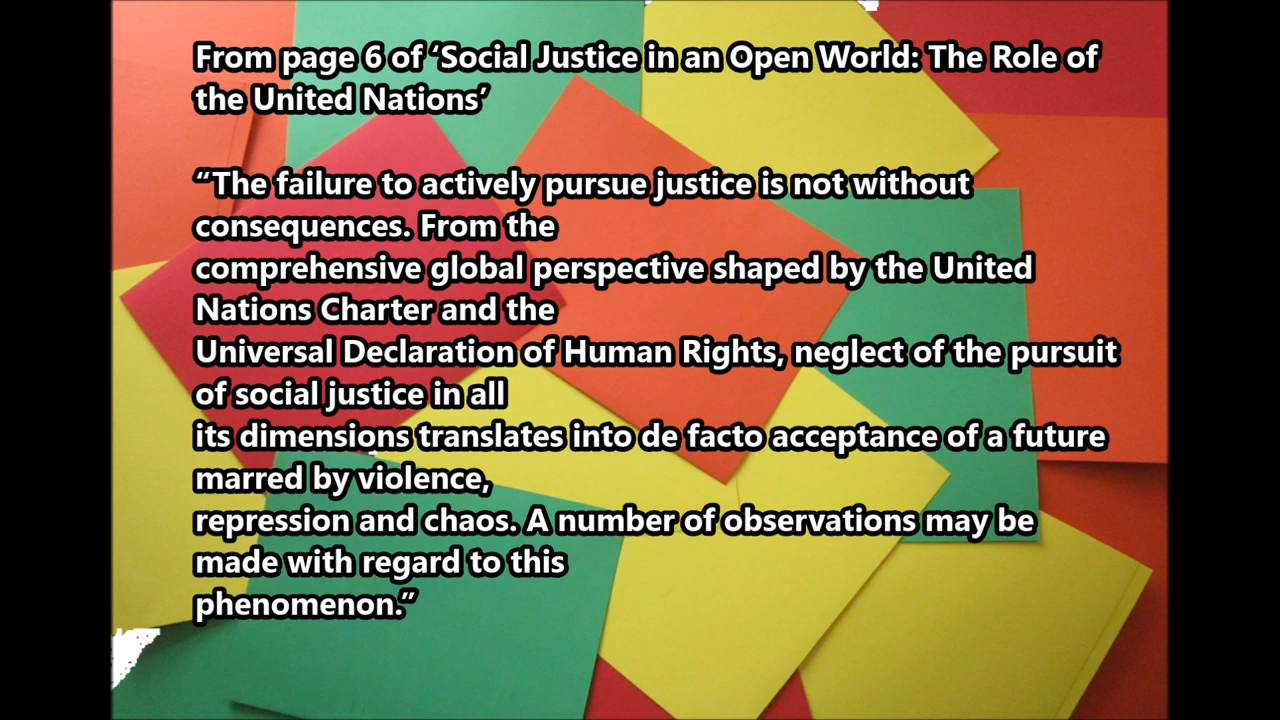 From page 6 of ‘Social Justice in an Open World: The Role of
the United Nations’
“The failure to actively pursue justice is not without
consequences. From the
comprehensive global perspective shaped by the United
Nations Charter and the
Universal Declaration of Human Rights, neglect of the pursuit
of social justice in all
its dimensions translates into de facto acceptance of a future
marred by violence,
repression and chaos. A number of observations may be
made with regard to this
phenomenon.”